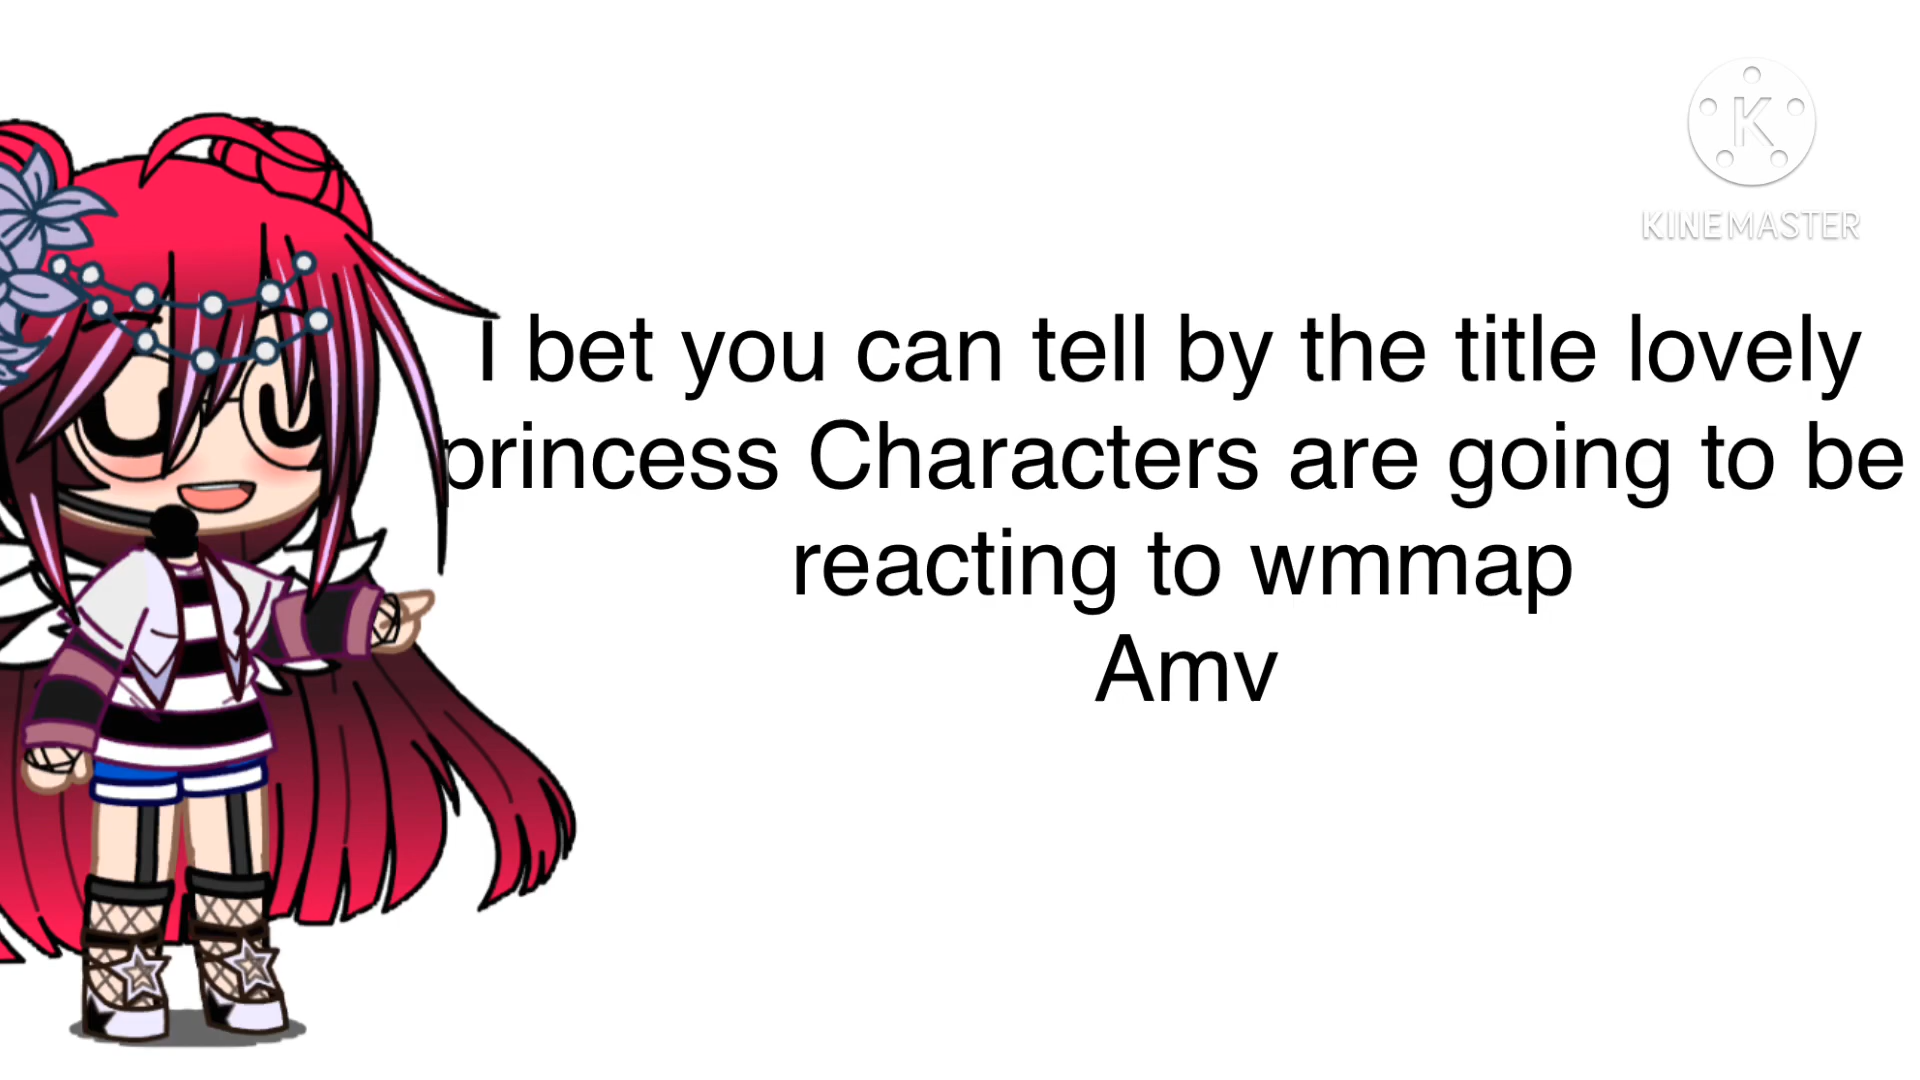 KINEMASTER
I bet you can tell by the title lovely
princess Characters are going to be
reacting to wmmap
Amv